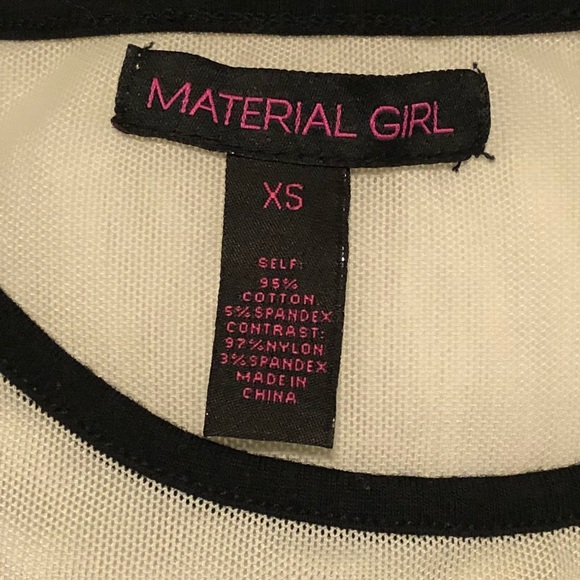 MATERIAL GIRL
XS
SELF:
95%
COTTON
5%SPANDEX
CONTRAST:
97%NYLON
3%SPANDEX
MADE IN
CHINA